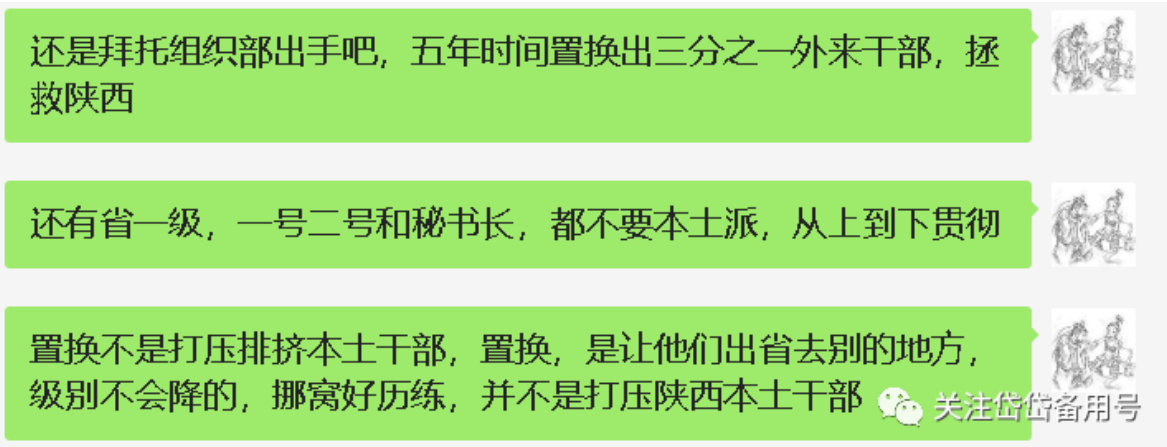 还是拜托组织部出手吧，五年时间置换出三分之一外来干部，拯
救陕西
还有省一级，一号二号和秘书长，都不要本土派，从上到下贯彻
置换不是打压排挤本土干部，置换，是让他们出省去别的地方，
级别不会降的，挪窝好历练，并不是打压陕西本土干部
关注岱岱备用号